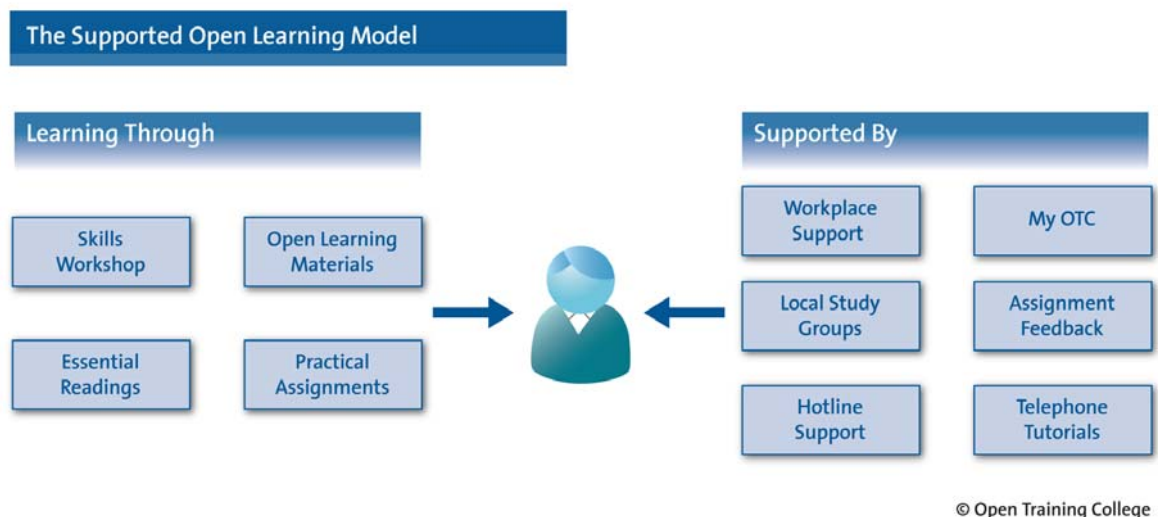 The Supported Open Learning Model
Learning Through
Skills
Workshop
Open Learning
Materials
Essential
Readings
Practical
Assignments
Supported By
Workplace
Support
My OTC
Local Study
Groups
Assignment
Feedback
Hotline
Support
Telephone
Tutorials
© Open Training College